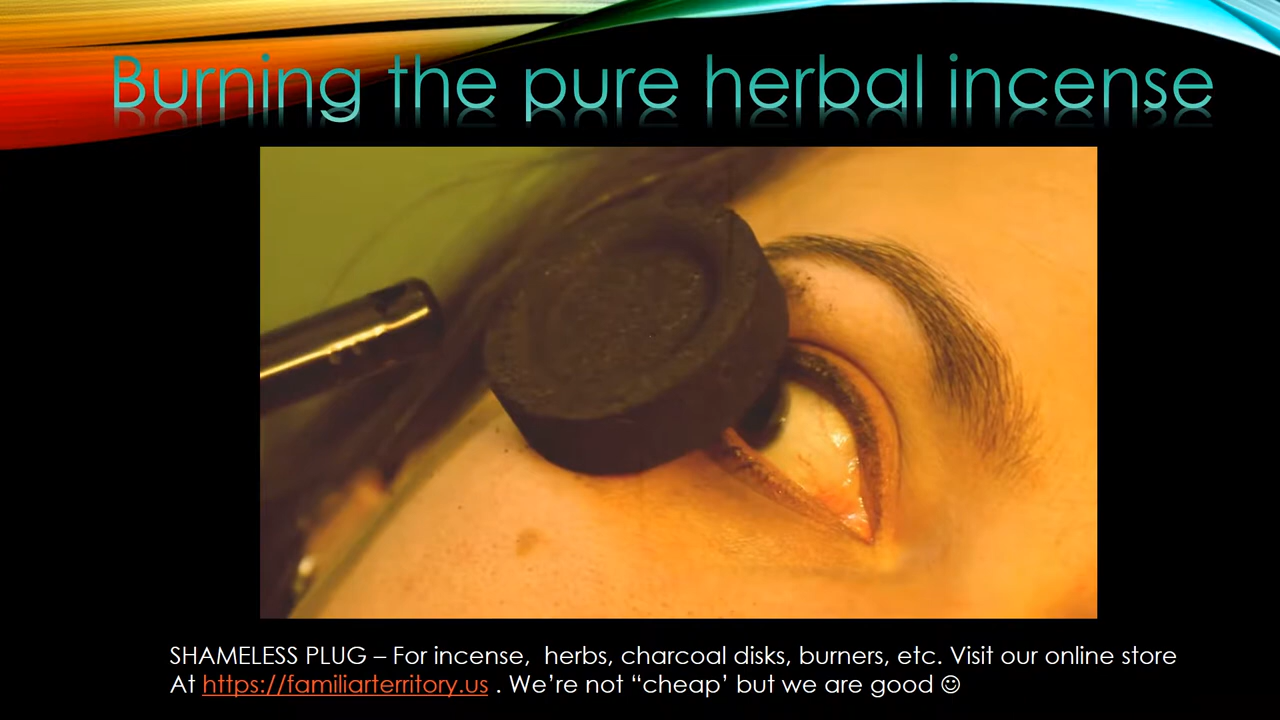 Burning the pure herbal incense
SHAMELESS PLUG – For incense,  herbs, charcoal disks, burners, etc. Visit our online store
At https://familiarterritory.us . We’re not “cheap’ but we are good ☺